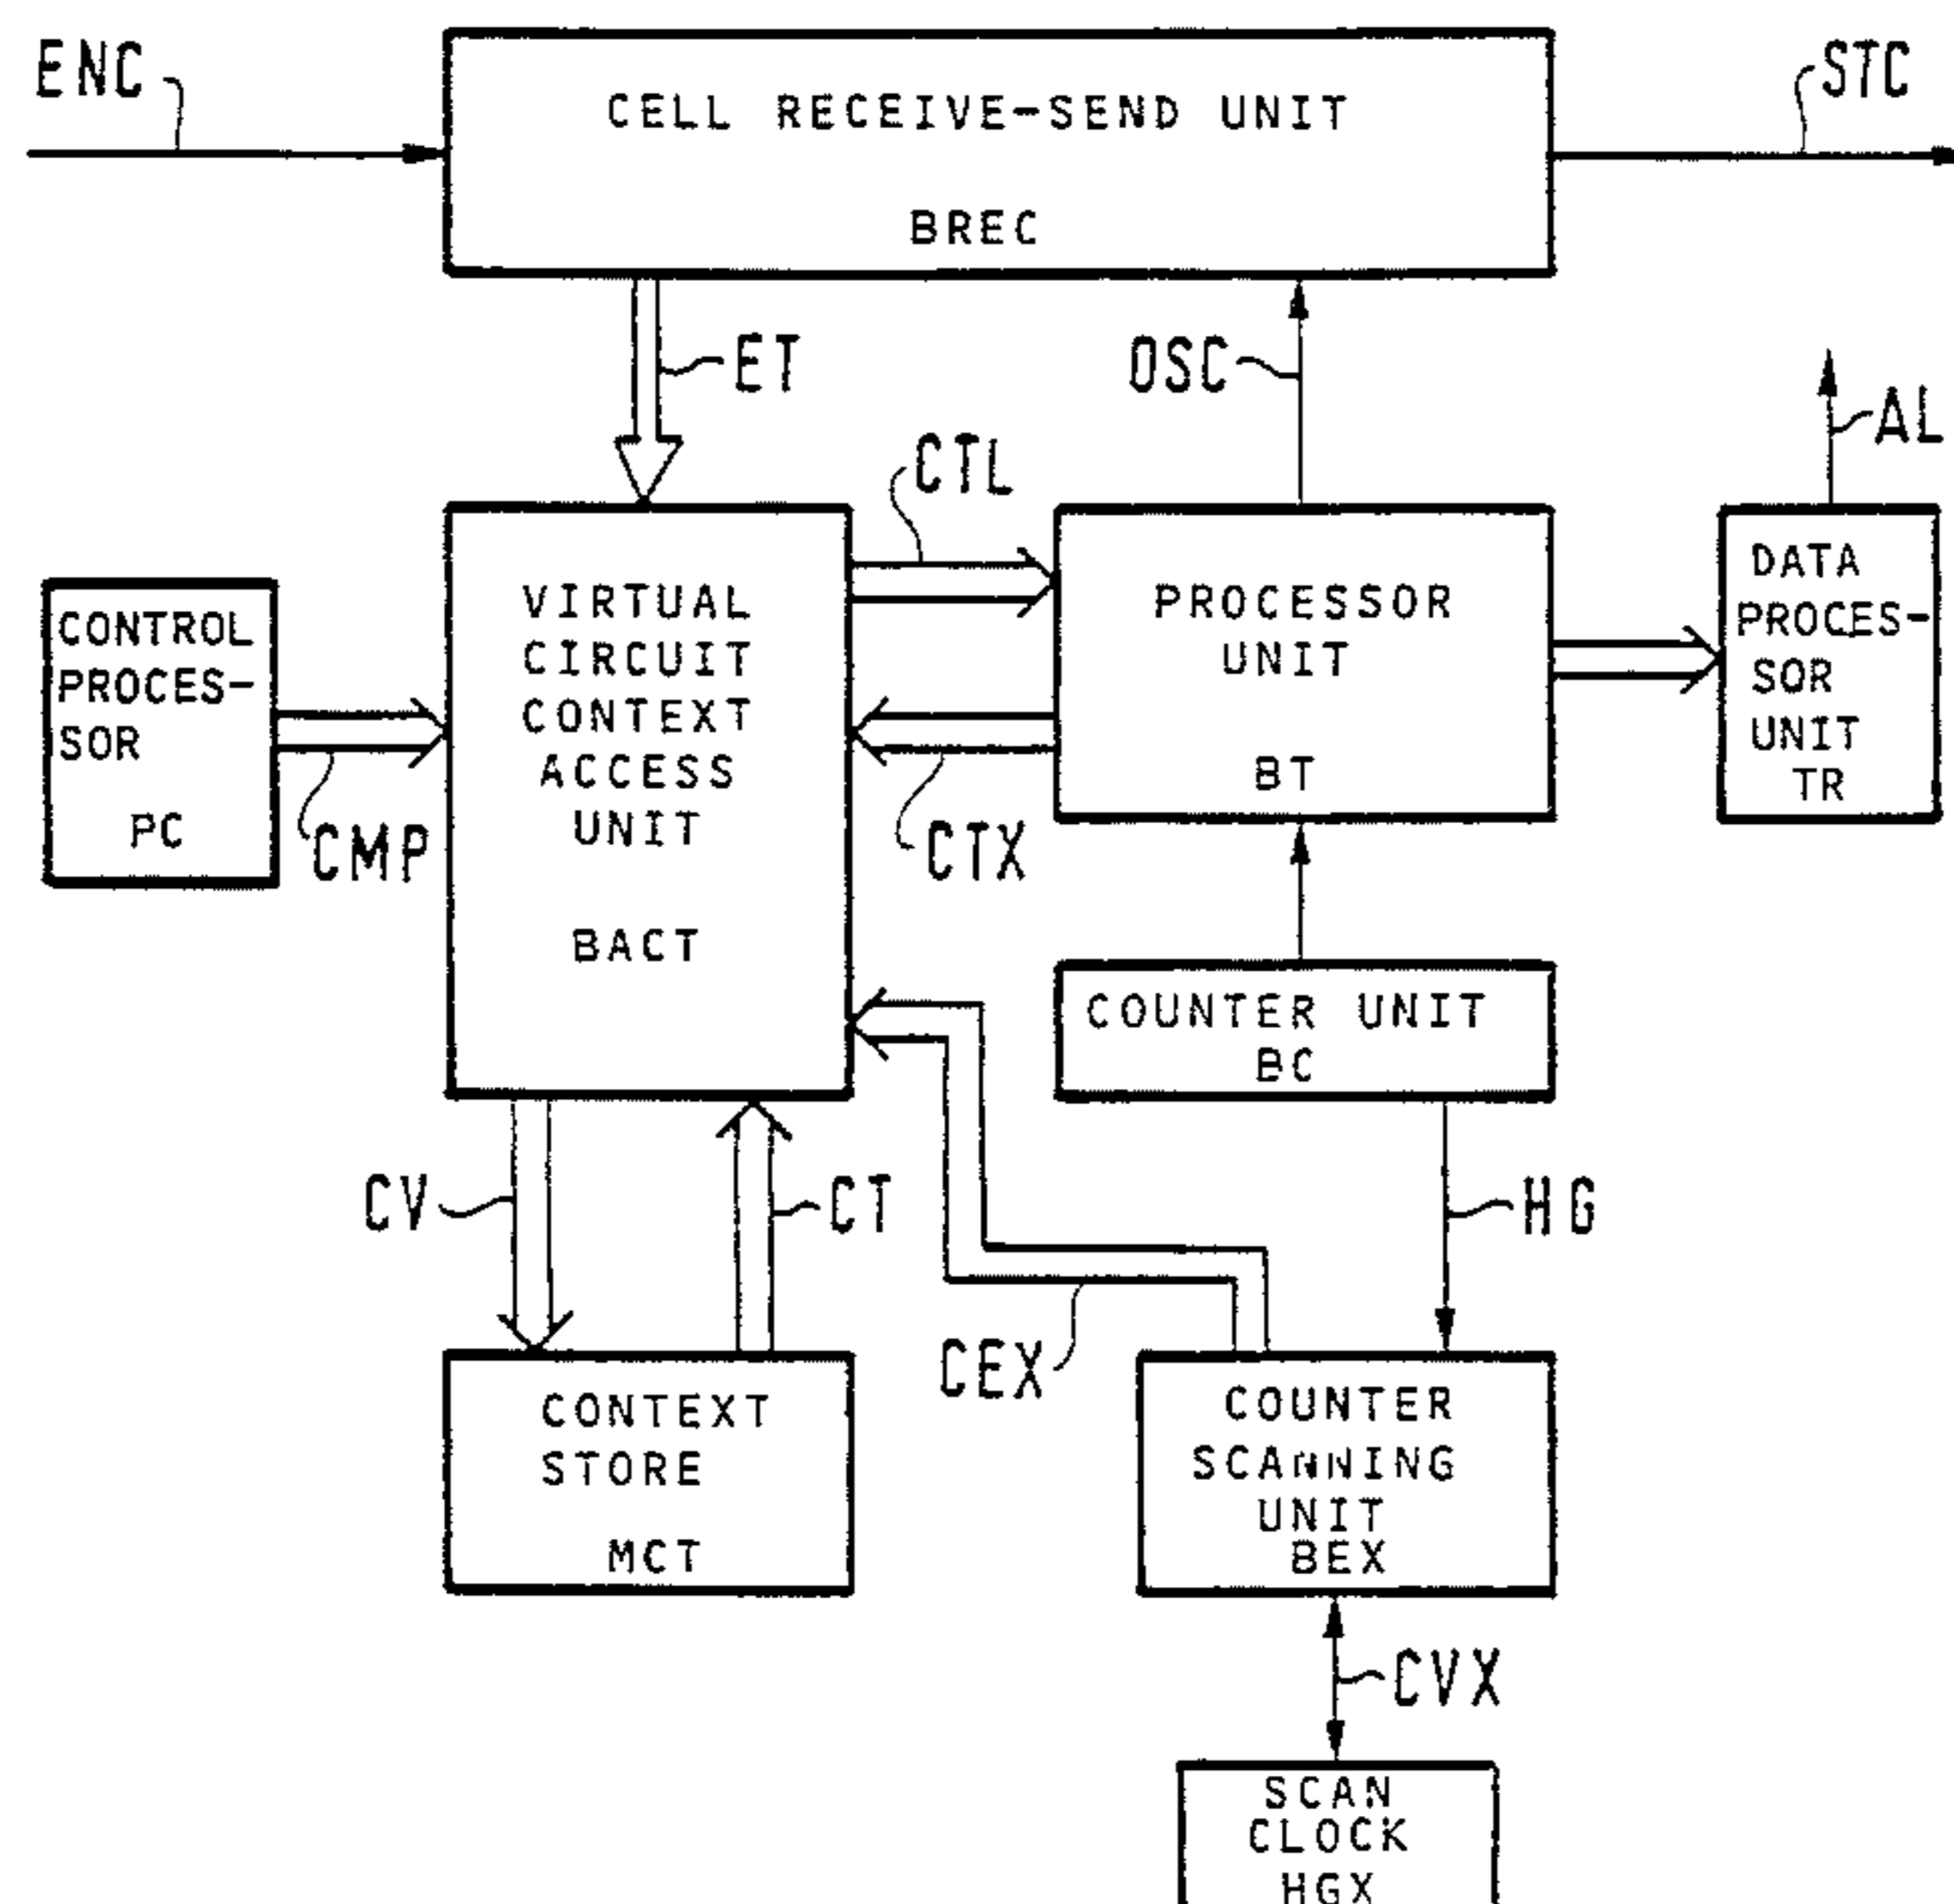 ENC
CELL RECEIVE-SEND UNIT
BREC
STC
ET
OSC
AL
CTL
CONTROL
PROCES-
SOR
PC
CMP
VIRTUAL
CIRCUIT
CONTEXT
ACCESS
UNIT
BACT
PROCESSOR
UNIT
BT
DATA
PROCES-
SOR
UNIT
TR
CTX
COUNTER UNIT
BC
CV
CT
HG
CEX
CONTEXT
STORE
MCT
COUNTER
SCANNING
UNIT
BEX
CVX
SCAN
CLOCK
HGX